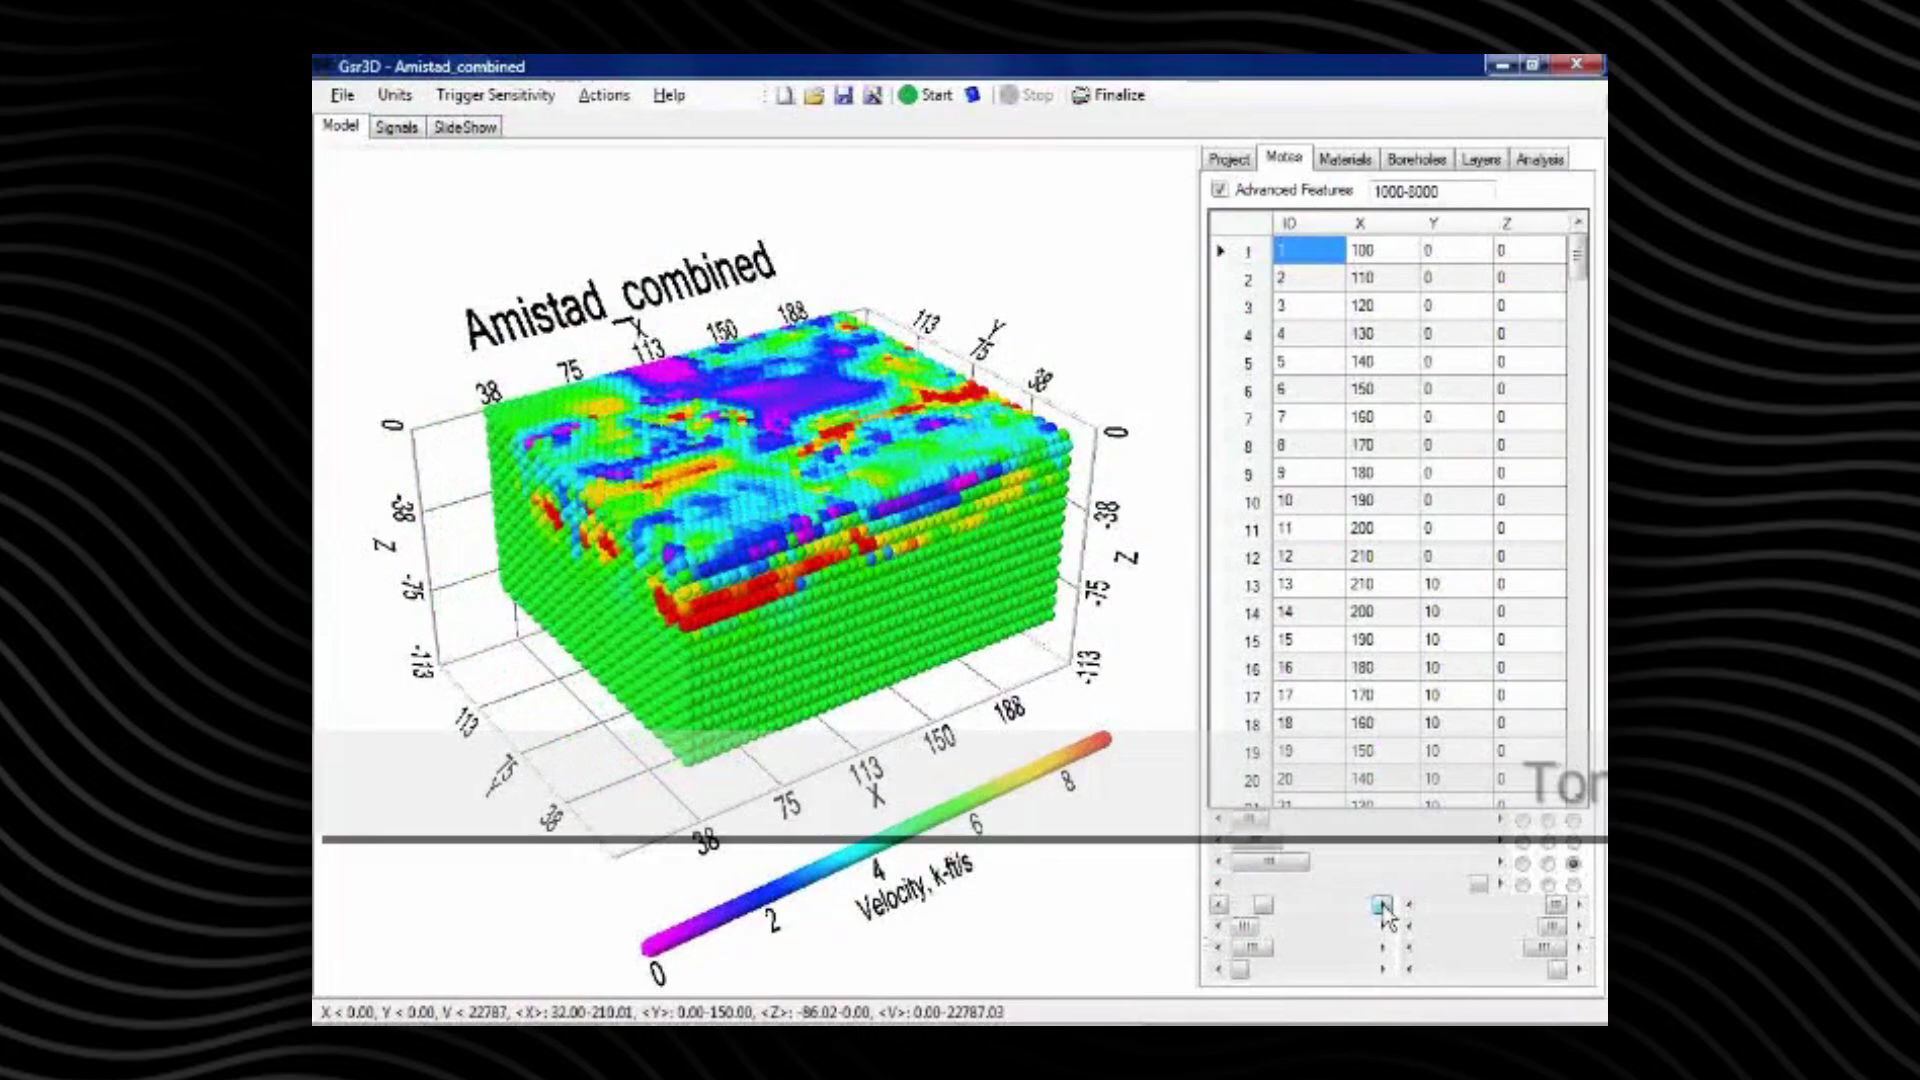 Gsr3D - Amistad_combined
File Units Trigger Sensitivity Actions Help Start Stop Finalize
Model Signals SlideShow
Project Motes Materials Boreholes Layers Analysis
Advanced Features 1000-8000
ID X Y Z
1 1 100 0 0
2 2 110 0 0
3 3 120 0 0
4 4 130 0 0
5 5 140 0 0
6 6 150 0 0
7 7 160 0 0
8 8 170 0 0
9 9 180 0 0
10 10 190 0 0
11 11 200 0 0
12 12 210 0 0
13 13 210 10 0
14 14 200 10 0
15 15 190 10 0
16 16 180 10 0
17 17 170 10 0
18 18 160 10 0
19 19 150 10 0
20 20 140 10 0
Amistad_combined
X
38 75 113 150 188
Y
113 75 38
0 -38 -75 -113
Z
0 -38 -75 -113
Z
113 75 38
Y
38 75 113 150 188
X
0 2 4 6 8
Velocity, k-ft/s
Tor
X < 0.00, Y < 0.00, V < 22787, <X>: 32.00-210.01, <Y>: 0.00-150.00, <Z>: -86.02-0.00, <V>: 0.00-22787.03